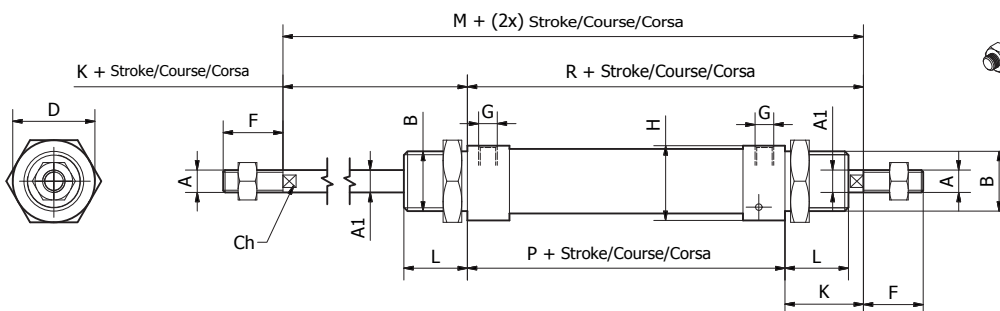 M + (2x) Stroke/Course/Corsa
K + Stroke/Course/Corsa
R + Stroke/Course/Corsa
D
F
B
G
H
G
A1
A
A1
A
B
Ch
L
P + Stroke/Course/Corsa
L
K
F